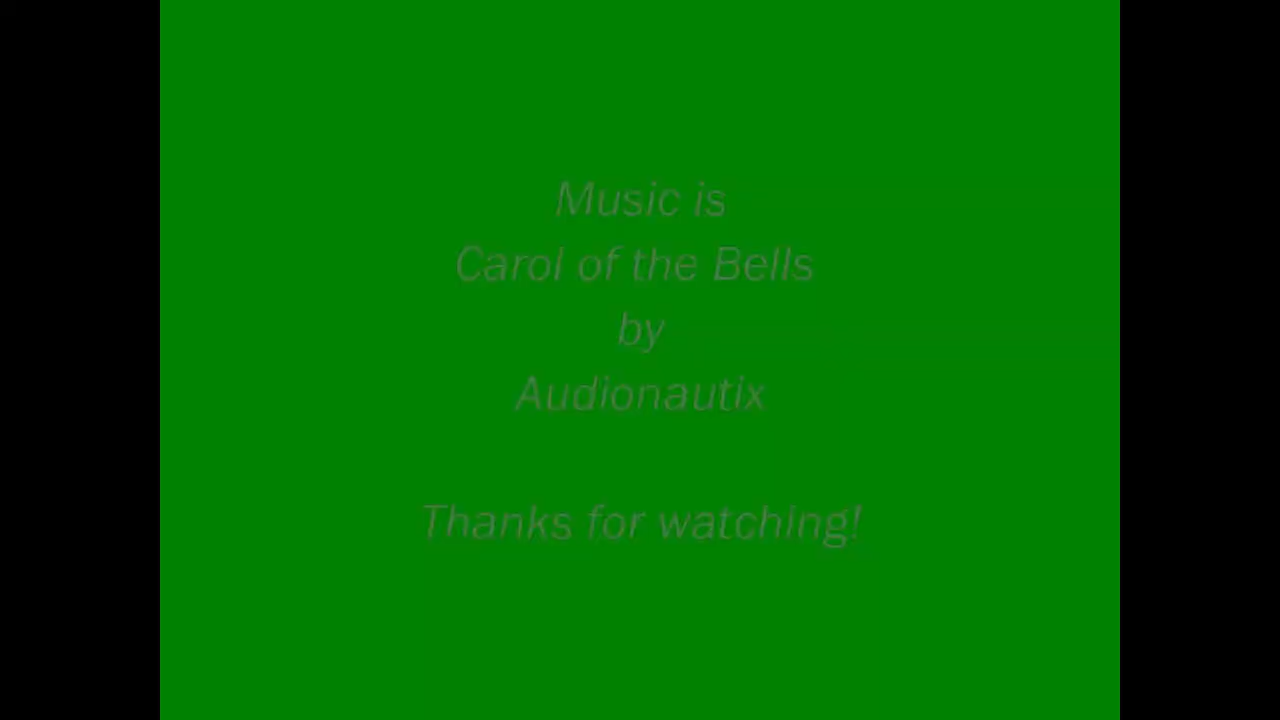 Music is
Carol of the Bells
by
Audionautix
Thanks for watching!